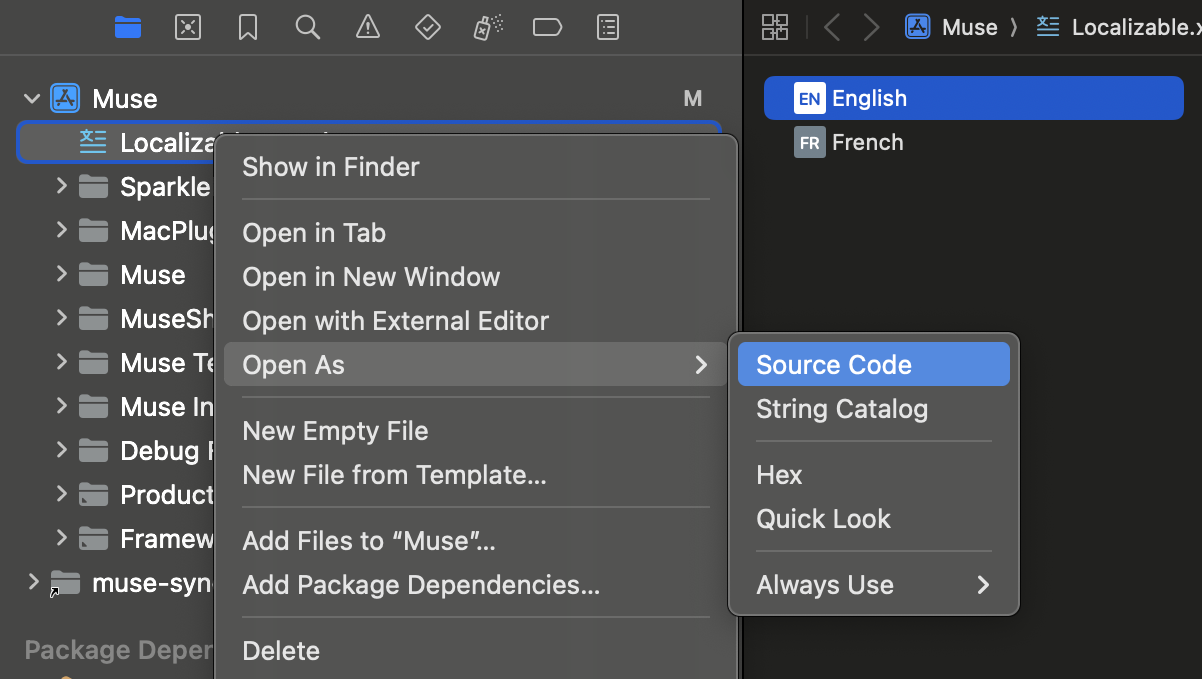 Muse
M
Localiza
Sparkle
MacPlug
Muse
MuseSh
Muse Te
Muse In
Debug
Product
Framew
muse-syn
Package Deper
Show in Finder
Open in Tab
Open in New Window
Open with External Editor
Open As
New Empty File
New File from Template...
Add Files to “Muse”...
Add Package Dependencies...
Delete
Source Code
String Catalog
Hex
Quick Look
Always Use
Muse
Localizable.x
EN English
FR French